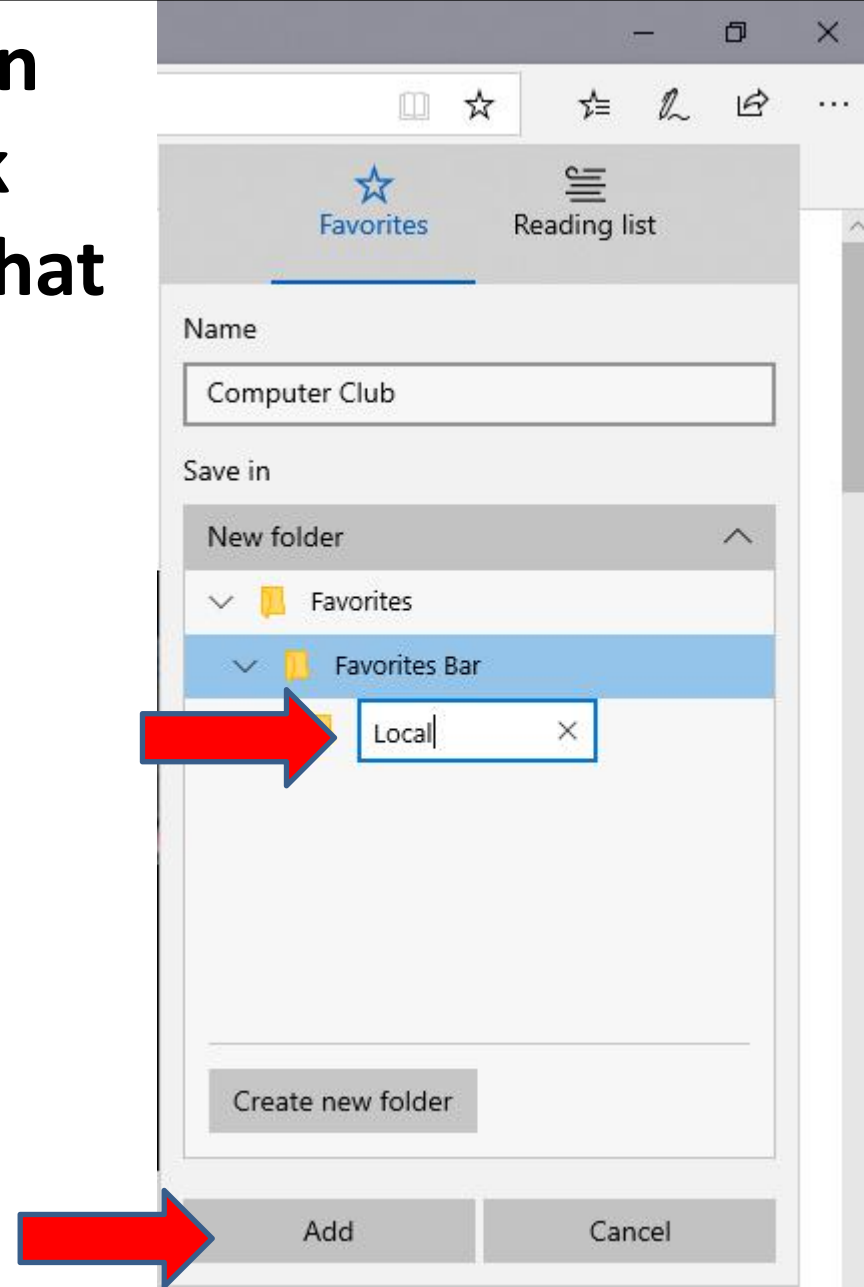 n
k
hat
Favorites
Reading list
Name
Computer Club
Save in
New folder
Favorites
Favorites Bar
Local
Create new folder
Add
Cancel